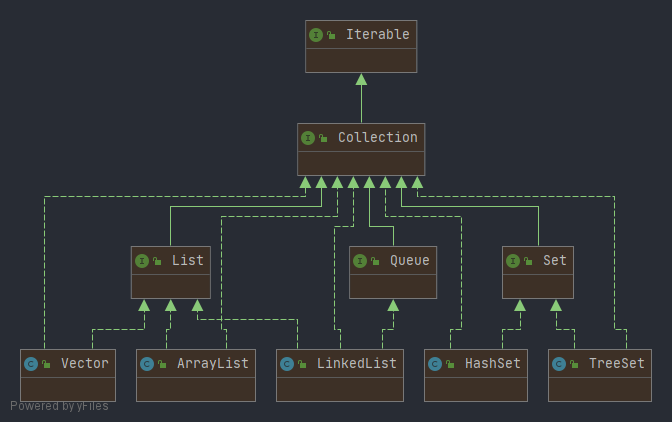 Iterable
Collection
List
Queue
Set
Vector
ArrayList
LinkedList
HashSet
TreeSet
Powered by yFiles